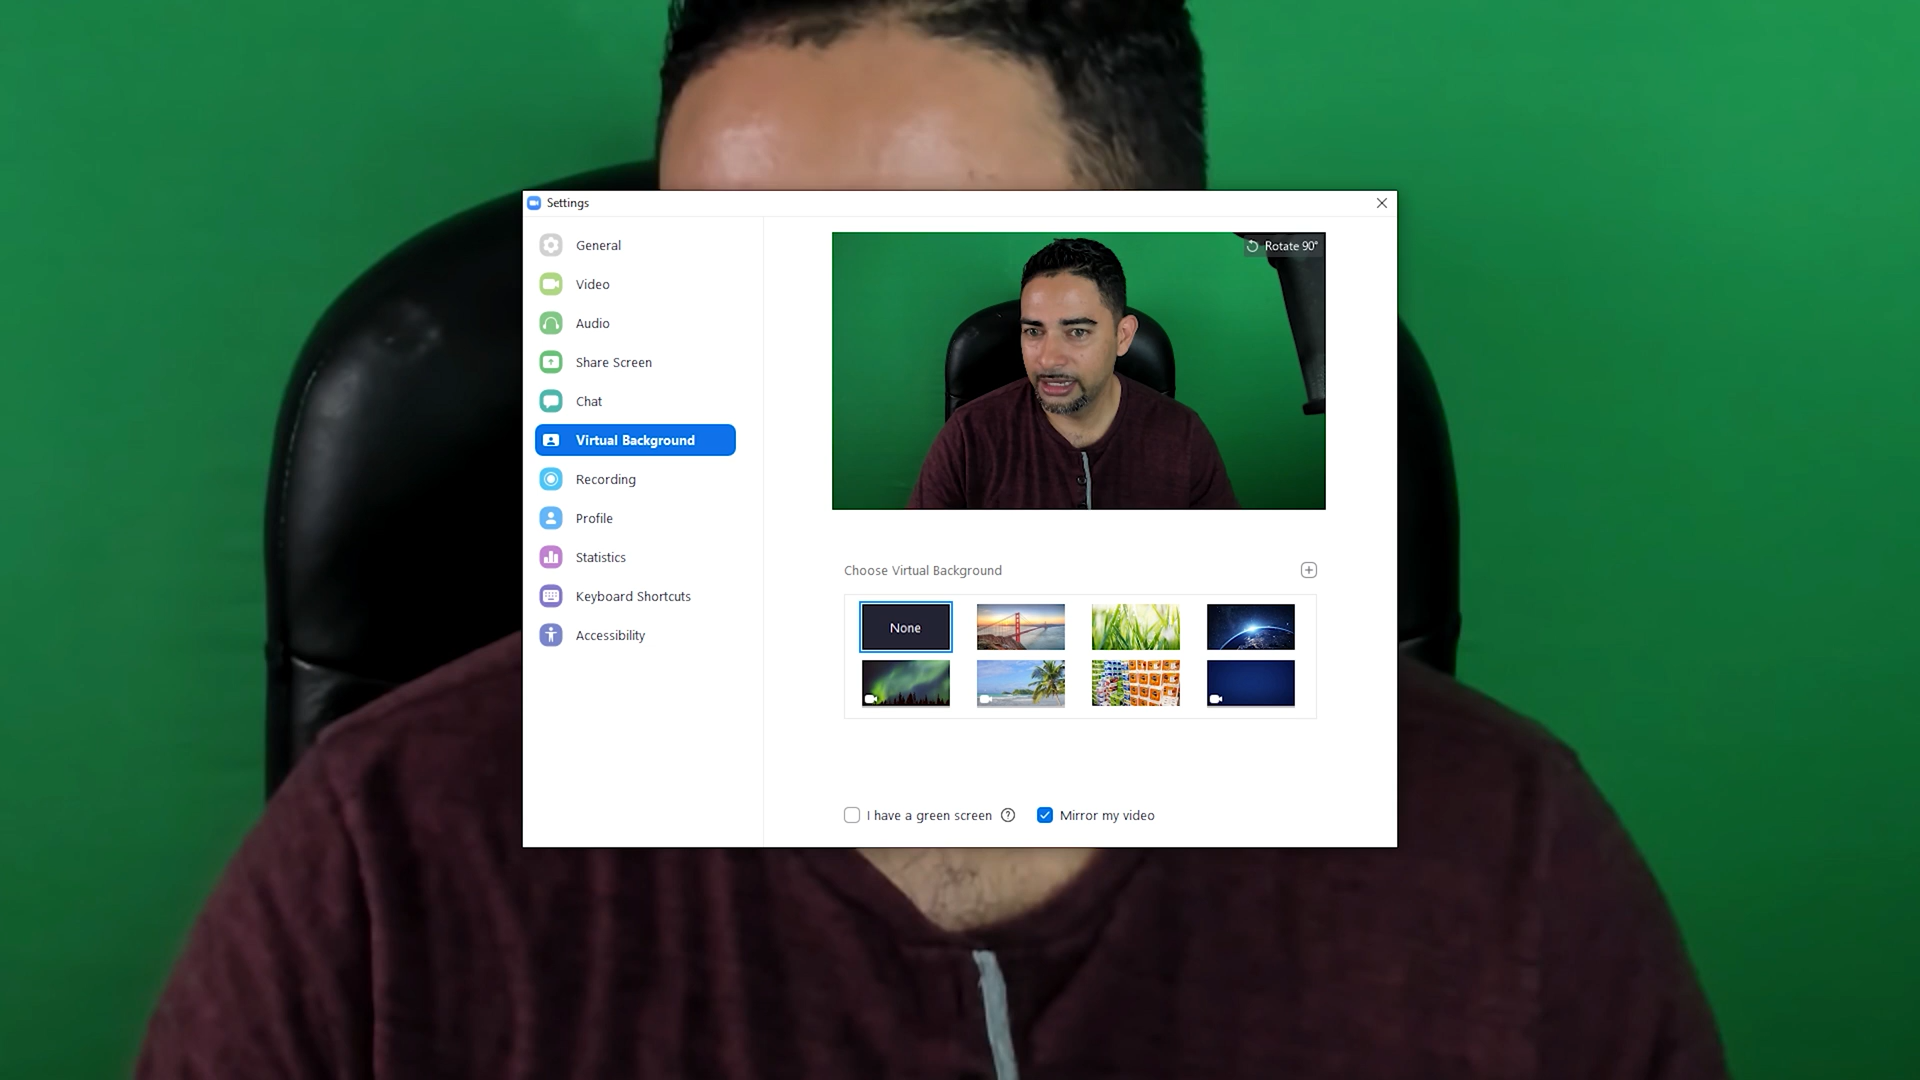 Settings
General
Video
Audio
Share Screen
Chat
Virtual Background
Recording
Profile
Statistics
Keyboard Shortcuts
Accessibility
Rotate 90°
Choose Virtual Background
None
I have a green screen
Mirror my video